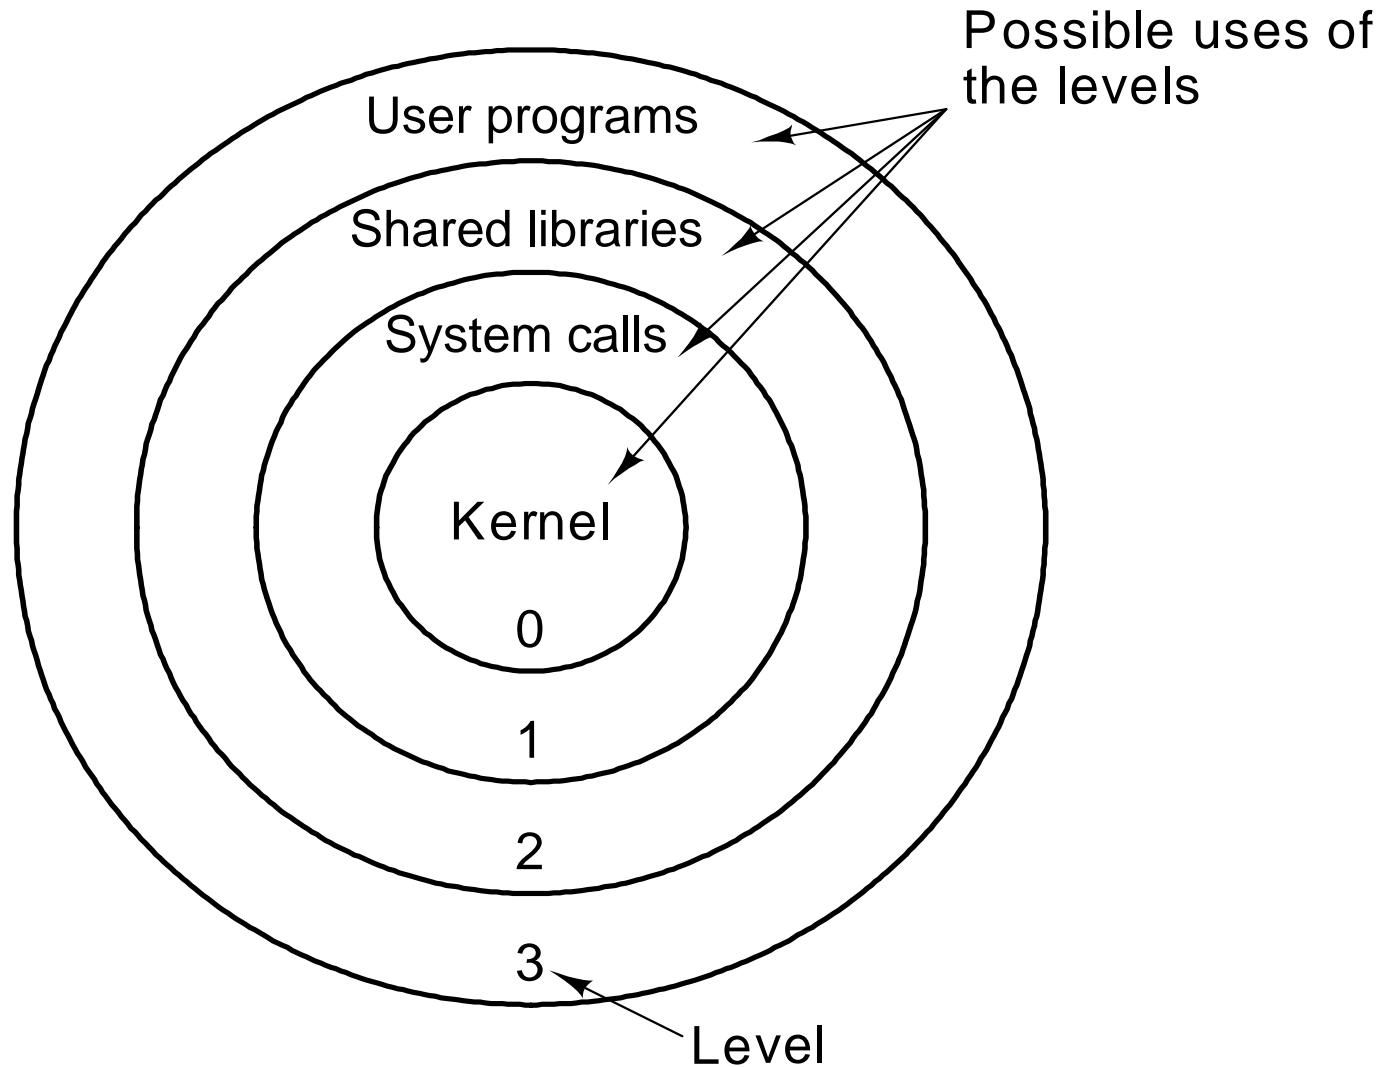 Possible uses of
the levels
User programs
Shared libraries
System calls
Kernel
0
1
2
3
Level